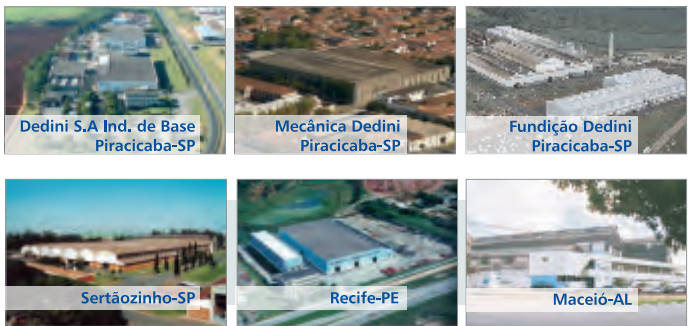 Dedini S.A Ind. de Base
Piracicaba-SP
Mecânica Dedini
Piracicaba-SP
Fundição Dedini
Piracicaba-SP
Sertãozinho-SP
Recife-PE
Maceió-AL